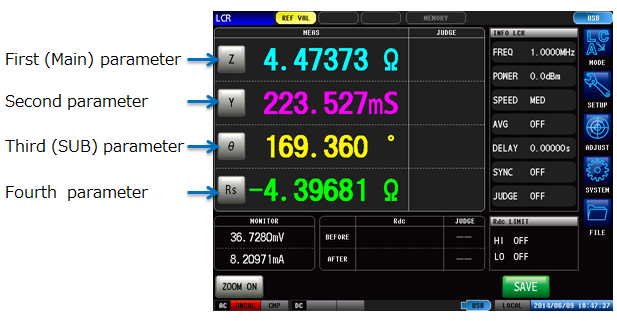 LCR REF VAL MEMORY USB
MEAS JUDGE INFO LCR
First (Main) parameter Z 4.47373 Ω
Second parameter Y 223.527mS
Third (SUB) parameter θ 169.360 °
Fourth parameter Rs -4.39681 Ω
FREQ 1.0000MHz
POWER 0.0dBm
SPEED MED
AVG OFF
DELAY 0.00000s
SYNC OFF
JUDGE OFF
LC
MODE
SETUP
ADJUST
SYSTEM
FILE
MONITOR Rdc JUDGE Rdc LIMIT
36.7280mV BEFORE ---
8.20971mA AFTER ---
HI OFF
LO OFF
ZOOM ON SAVE
AC UNCAL CMP DC USB LOCAL 2014/06/09 18:47:37